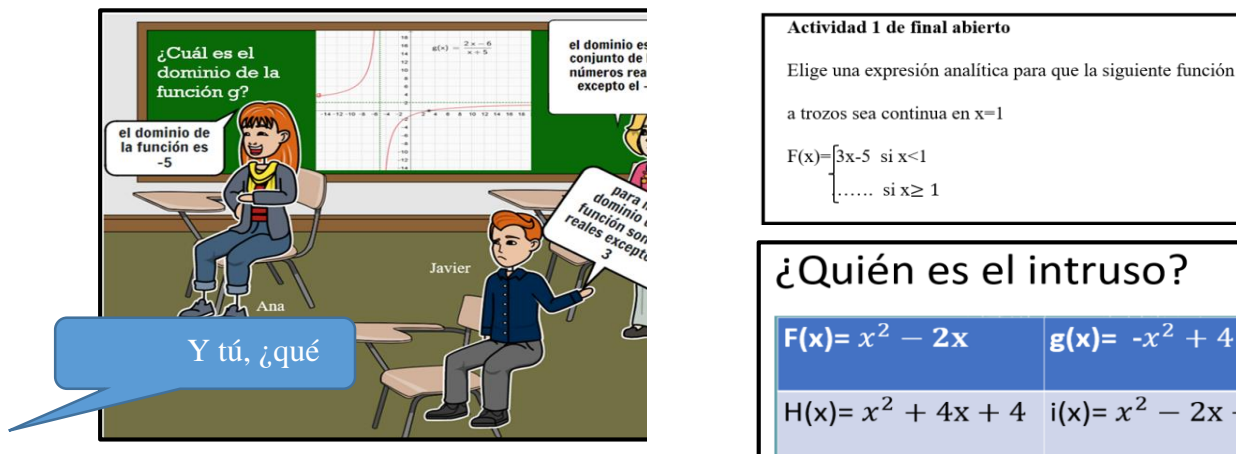 ¿Cuál es el
dominio de la
función g?
g(x) = (2x − 6)/(x + 5)
el dominio es
conjunto de
números rea
excepto el -
el dominio de
la función es
-5
para
dominio
función son
reales except
3
Javier
Ana
Y tú, ¿qué
Actividad 1 de final abierto
Elige una expresión analítica para que la siguiente función
a trozos sea continua en x=1
F(x)= 3x-5 si x<1
...... si x≥ 1
¿Quién es el intruso?
F(x)= x² − 2x
g(x)= -x² + 4
H(x)= x² + 4x + 4
i(x)= x² − 2x